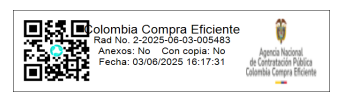 Colombia Compra Eficiente
Rad No. 2-2025-06-03-005483
Anexos: No Con copia: No
Fecha: 03/06/2025 16:17:31
Agencia Nacional
de Contratación Pública
Colombia Compra Eficiente